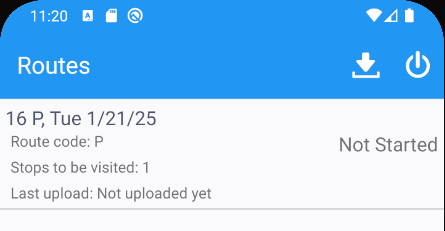 11:20
Routes
16 P, Tue 1/21/25
Route code: P
Not Started
Stops to be visited: 1
Last upload: Not uploaded yet